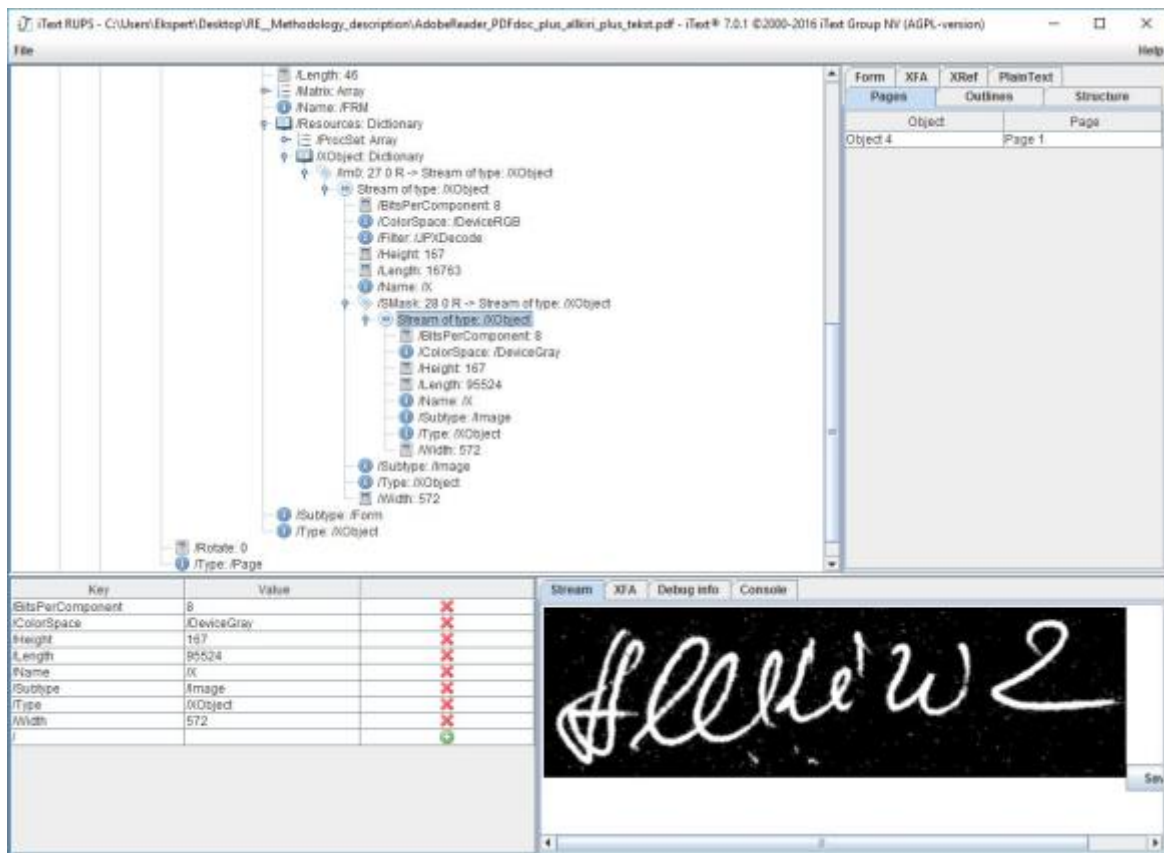 iText RUPS - C:\Users\Ekspert\Desktop\RE__Methodology_description\AdobeReader_PDFdoc_plus_allkiri_plus_tekst.pdf - iText® 7.0.1 ©2000-2016 iText Group NV (AGPL-version)
File Help
/Length: 46
/Matrix: Array
/Name: /FRM
/Resources: Dictionary
/ProcSet: Array
/XObject: Dictionary
/Im0: 27 0 R -> Stream of type: /XObject
Stream of type: /XObject
/BitsPerComponent: 8
/ColorSpace: /DeviceRGB
/Filter: /JPXDecode
/Height: 167
/Length: 16763
/Name: /X
/SMask: 28 0 R -> Stream of type: /XObject
Stream of type: /XObject
/BitsPerComponent: 8
/ColorSpace: /DeviceGray
/Height: 167
/Length: 95524
/Name: /X
/Subtype: /Image
/Type: /XObject
/Width: 572
/Subtype: /Image
/Type: /XObject
/Width: 572
/Subtype: /Form
/Type: /XObject
/Rotate: 0
/Type: /Page
Form XFA XRef PlainText
Pages Outlines Structure
Object Page
Object 4 Page 1
Key Value
/BitsPerComponent 8
/ColorSpace /DeviceGray
/Height 167
/Length 95524
/Name /X
/Subtype /Image
/Type /XObject
/Width 572
/
Stream XFA Debug info Console
Allkiri 2
Sav